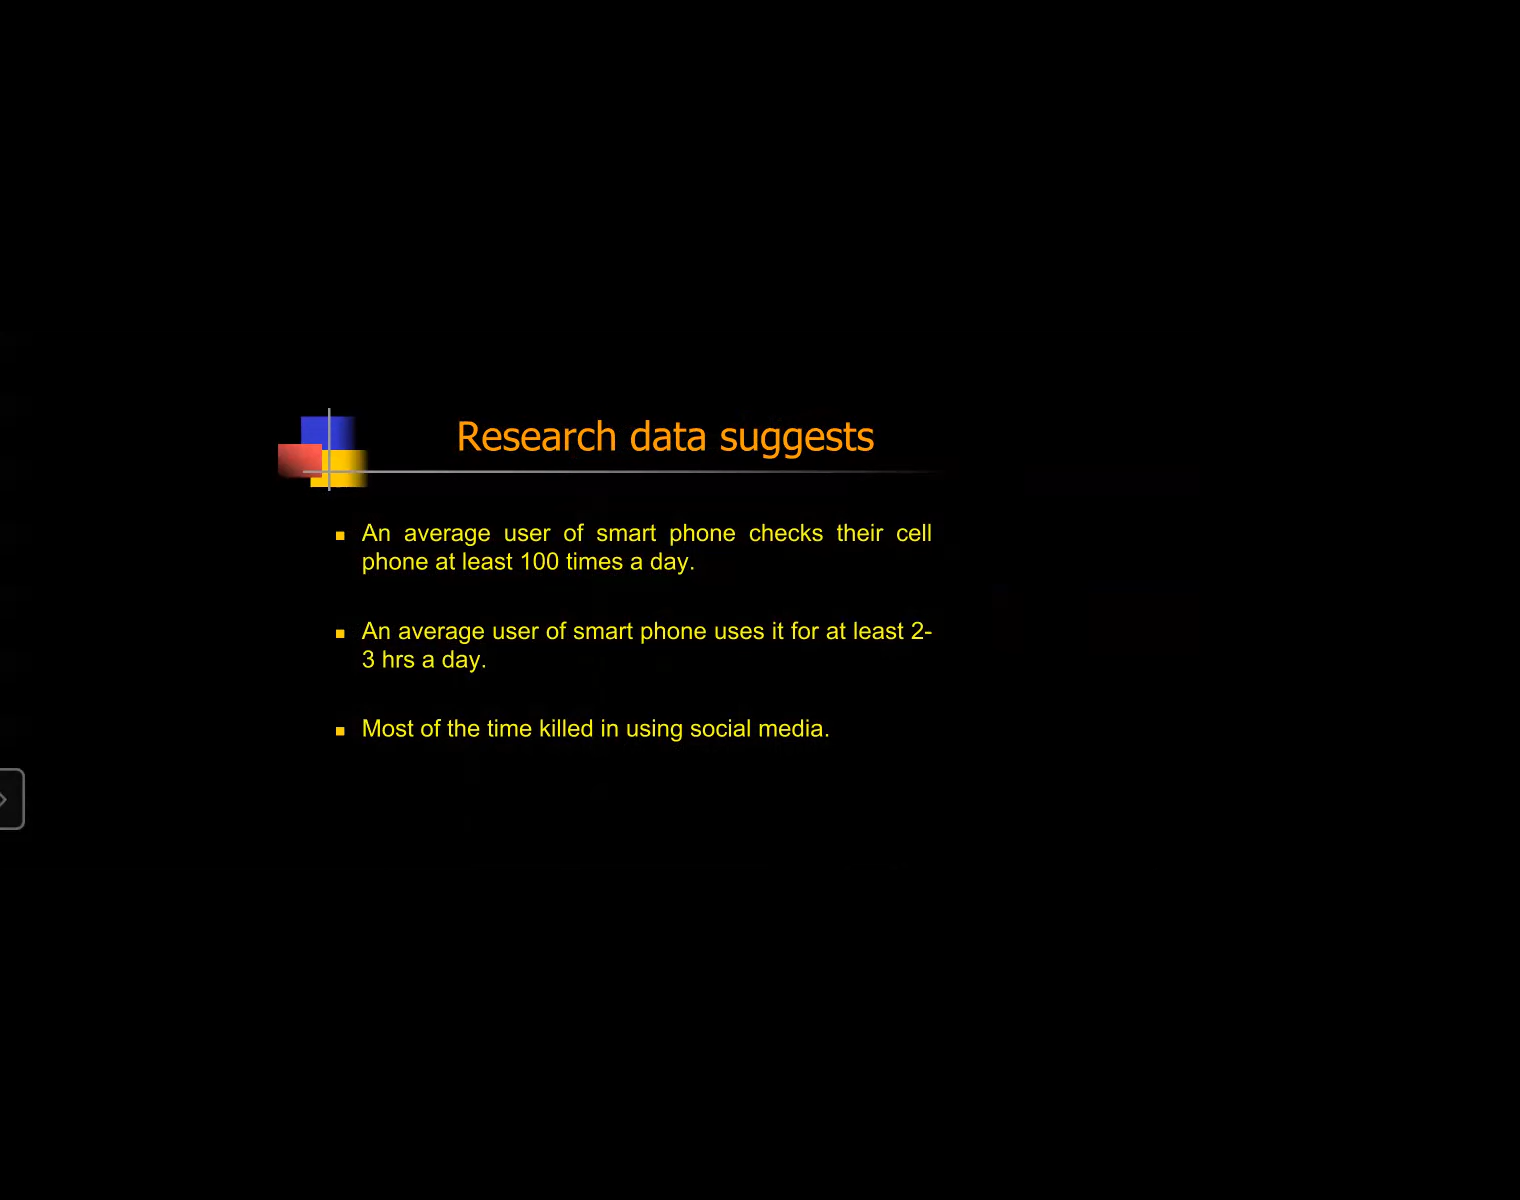 Research data suggests
An average user of smart phone checks their cell
phone at least 100 times a day.
An average user of smart phone uses it for at least 2-
3 hrs a day.
Most of the time killed in using social media.